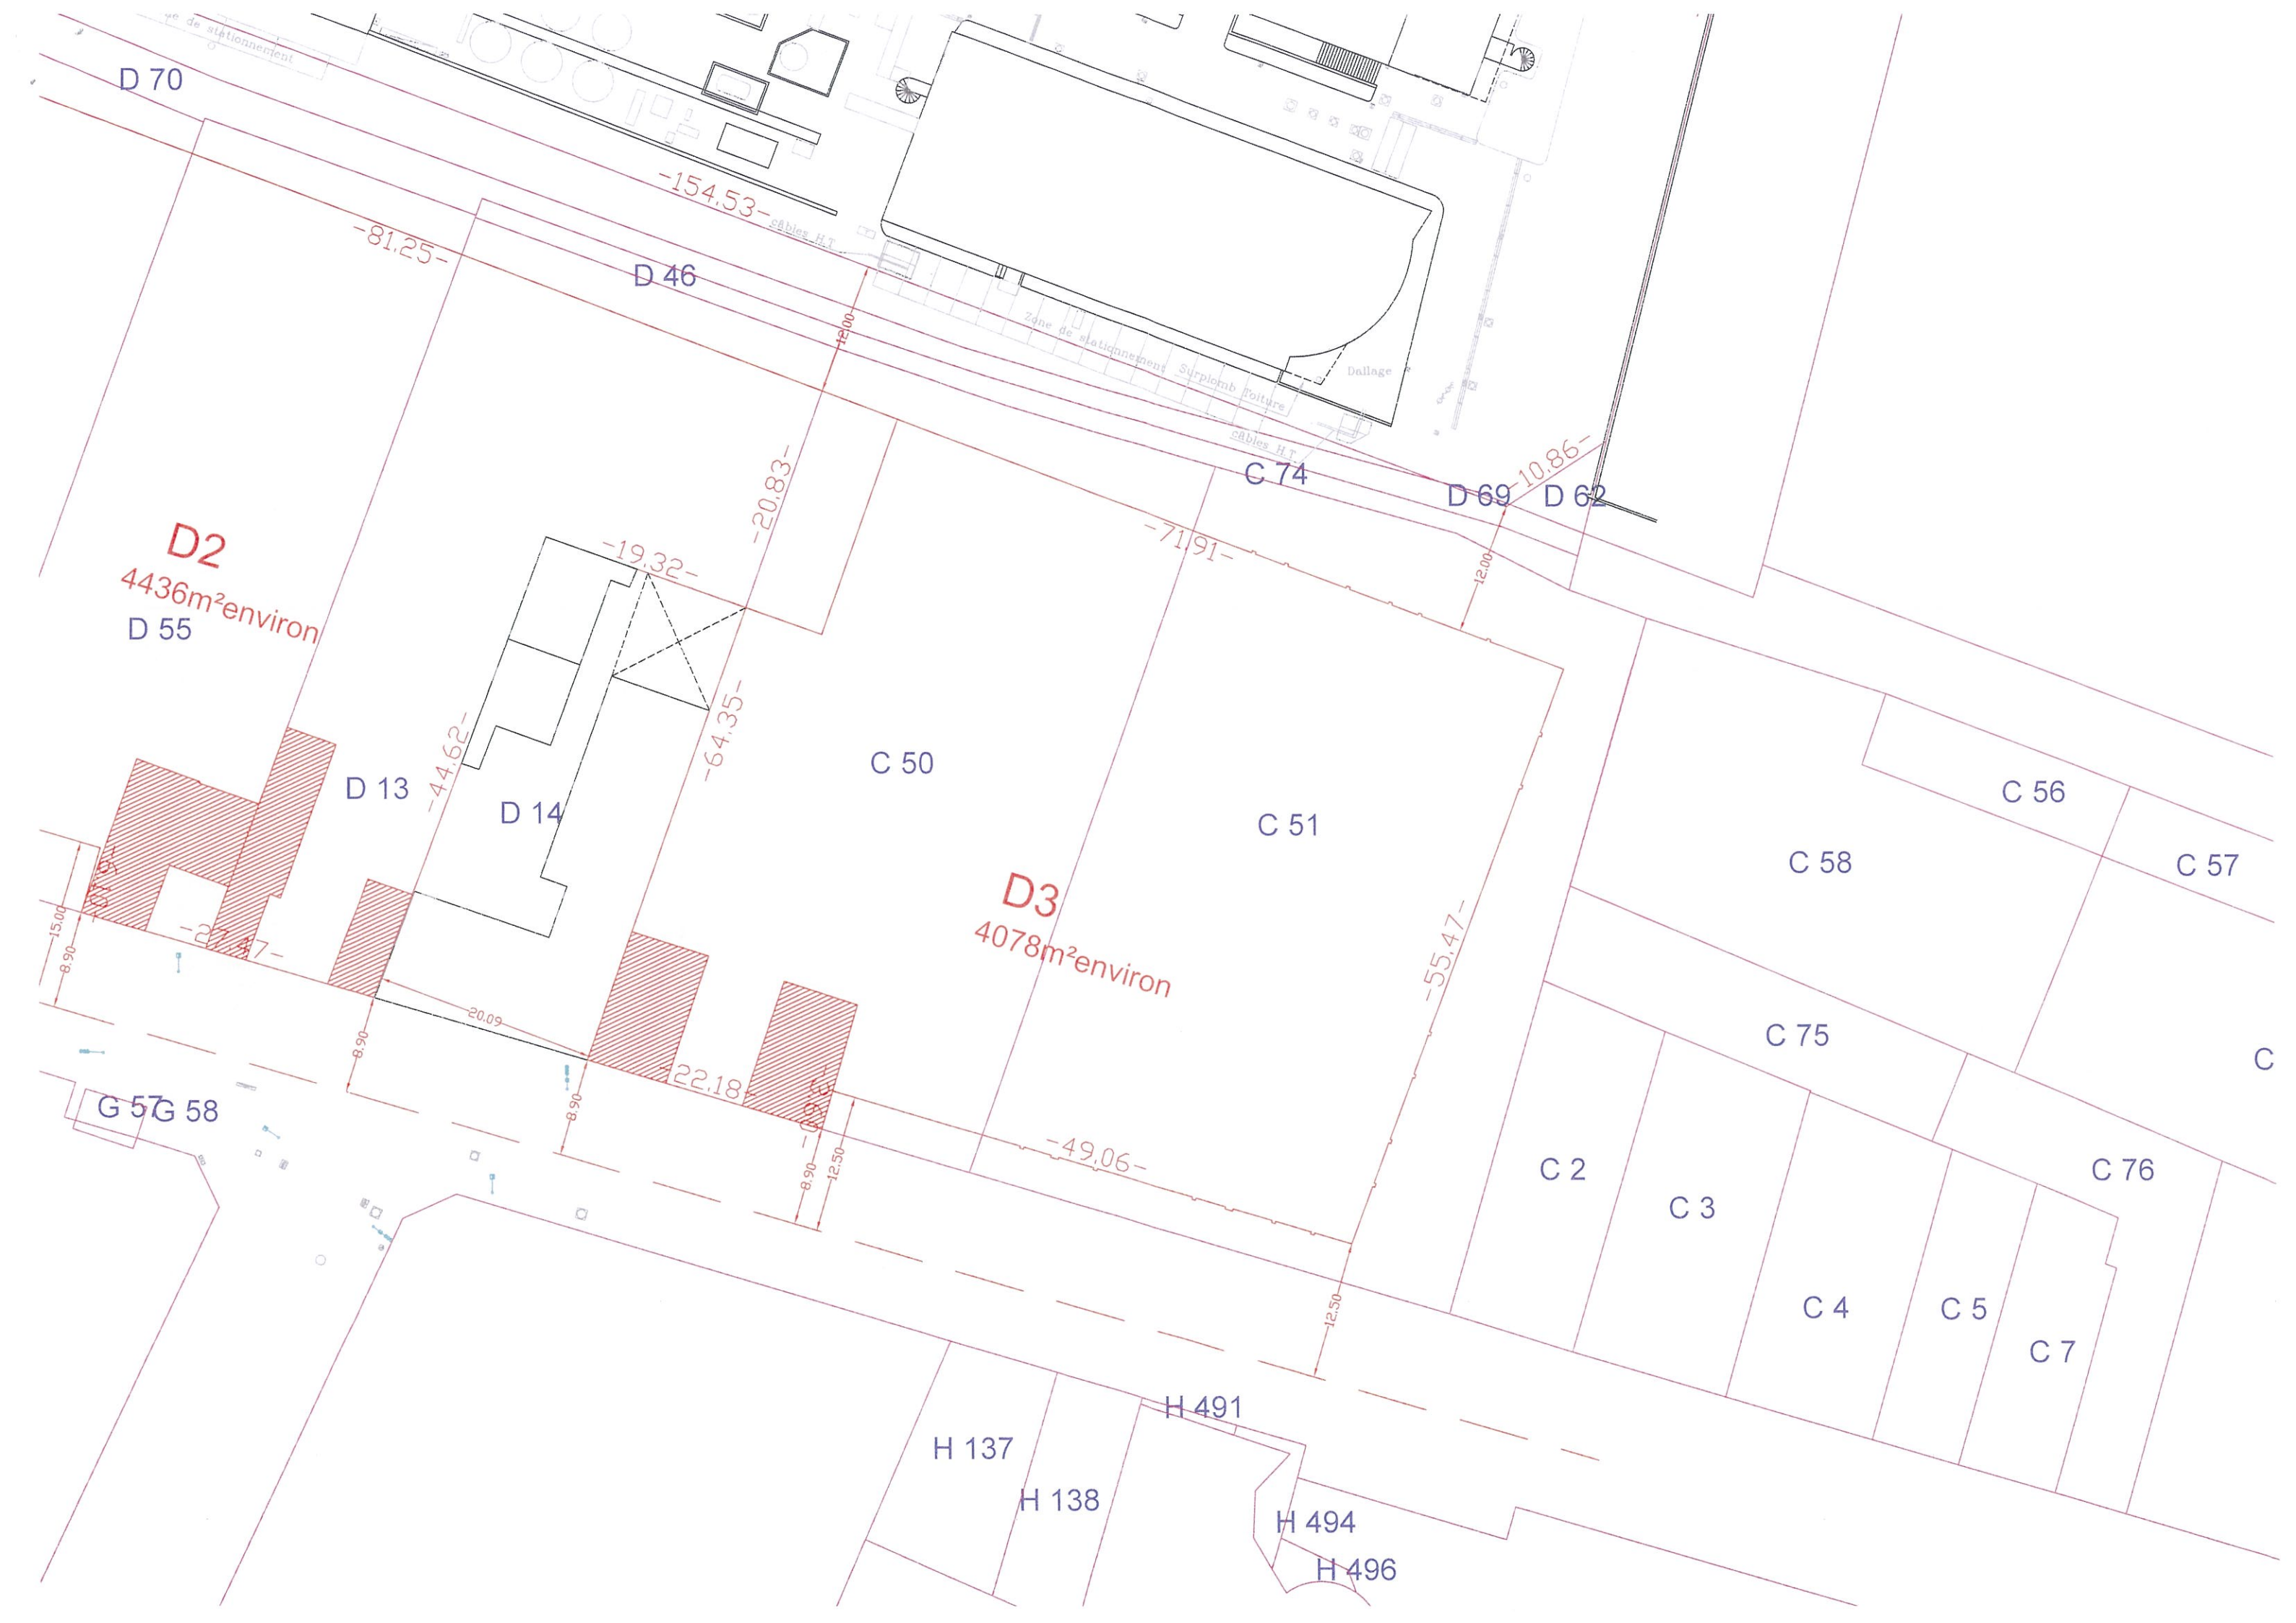 de stationnement
D 70
-154,53-
câbles H.T
-81,25-
D 46
12.00
Zone de stationnement
Surplomb Toiture
Dallage
câbles H.T
C 74
-10,86-
D 69
D 62
-20,83-
-71,91-
12.00
D2
4436m²environ
D 55
-19,32-
-64,35-
-44,62-
D 13
D 14
C 50
C 51
C 56
C 58
C 57
D3
4078m²environ
-55,47-
15.00
8.90
-27,47-
20.09
8.90
8.90
-22,18-
8.90
12.50
-49,06-
12.50
C 75
C
G 57
G 58
C 2
C 3
C 76
C 4
C 5
C 7
H 491
H 137
H 138
H 494
H 496